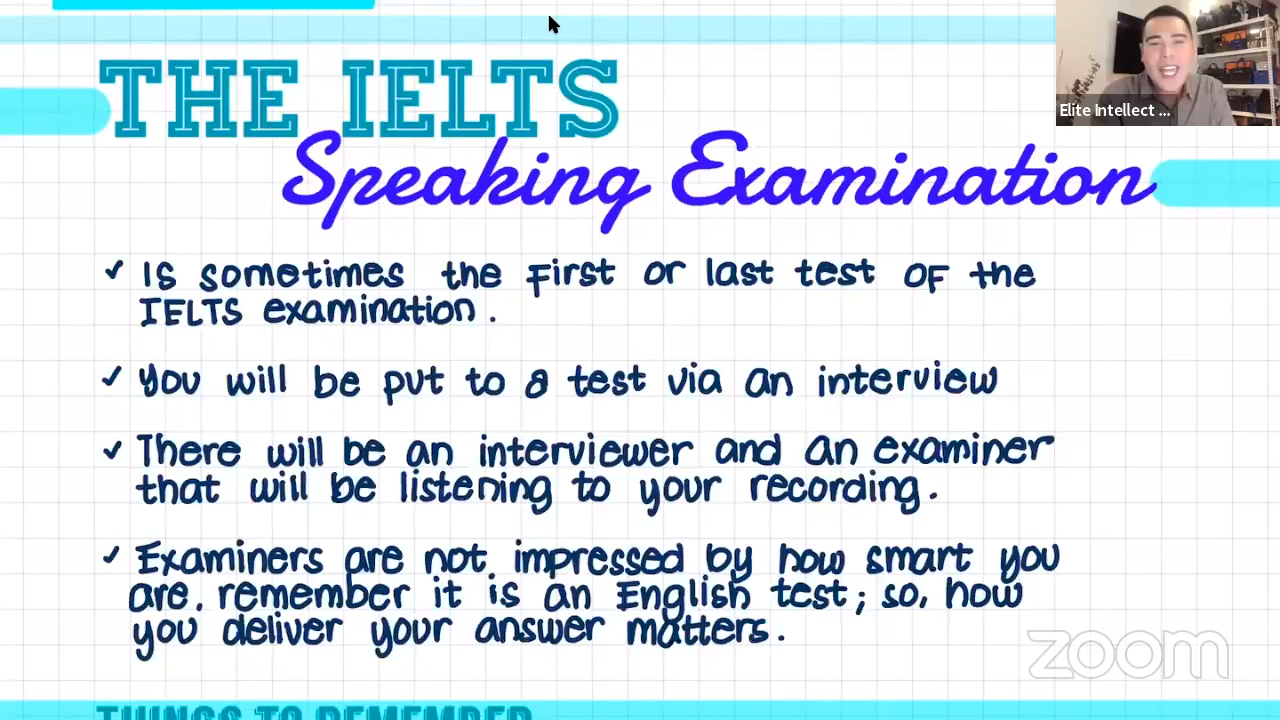 THE IELTS
Elite Intellect ...
Speaking Examination
✓ Is sometimes the first or last test of the
IELTS examination.
✓ You will be put to a test via an interview
✓ There will be an interviewer and an examiner
that will be listening to your recording.
✓ Examiners are not impressed by how smart you
are. remember it is an English test; so, how
you deliver your answer matters.
zoom
THINGS TO REMEMBER